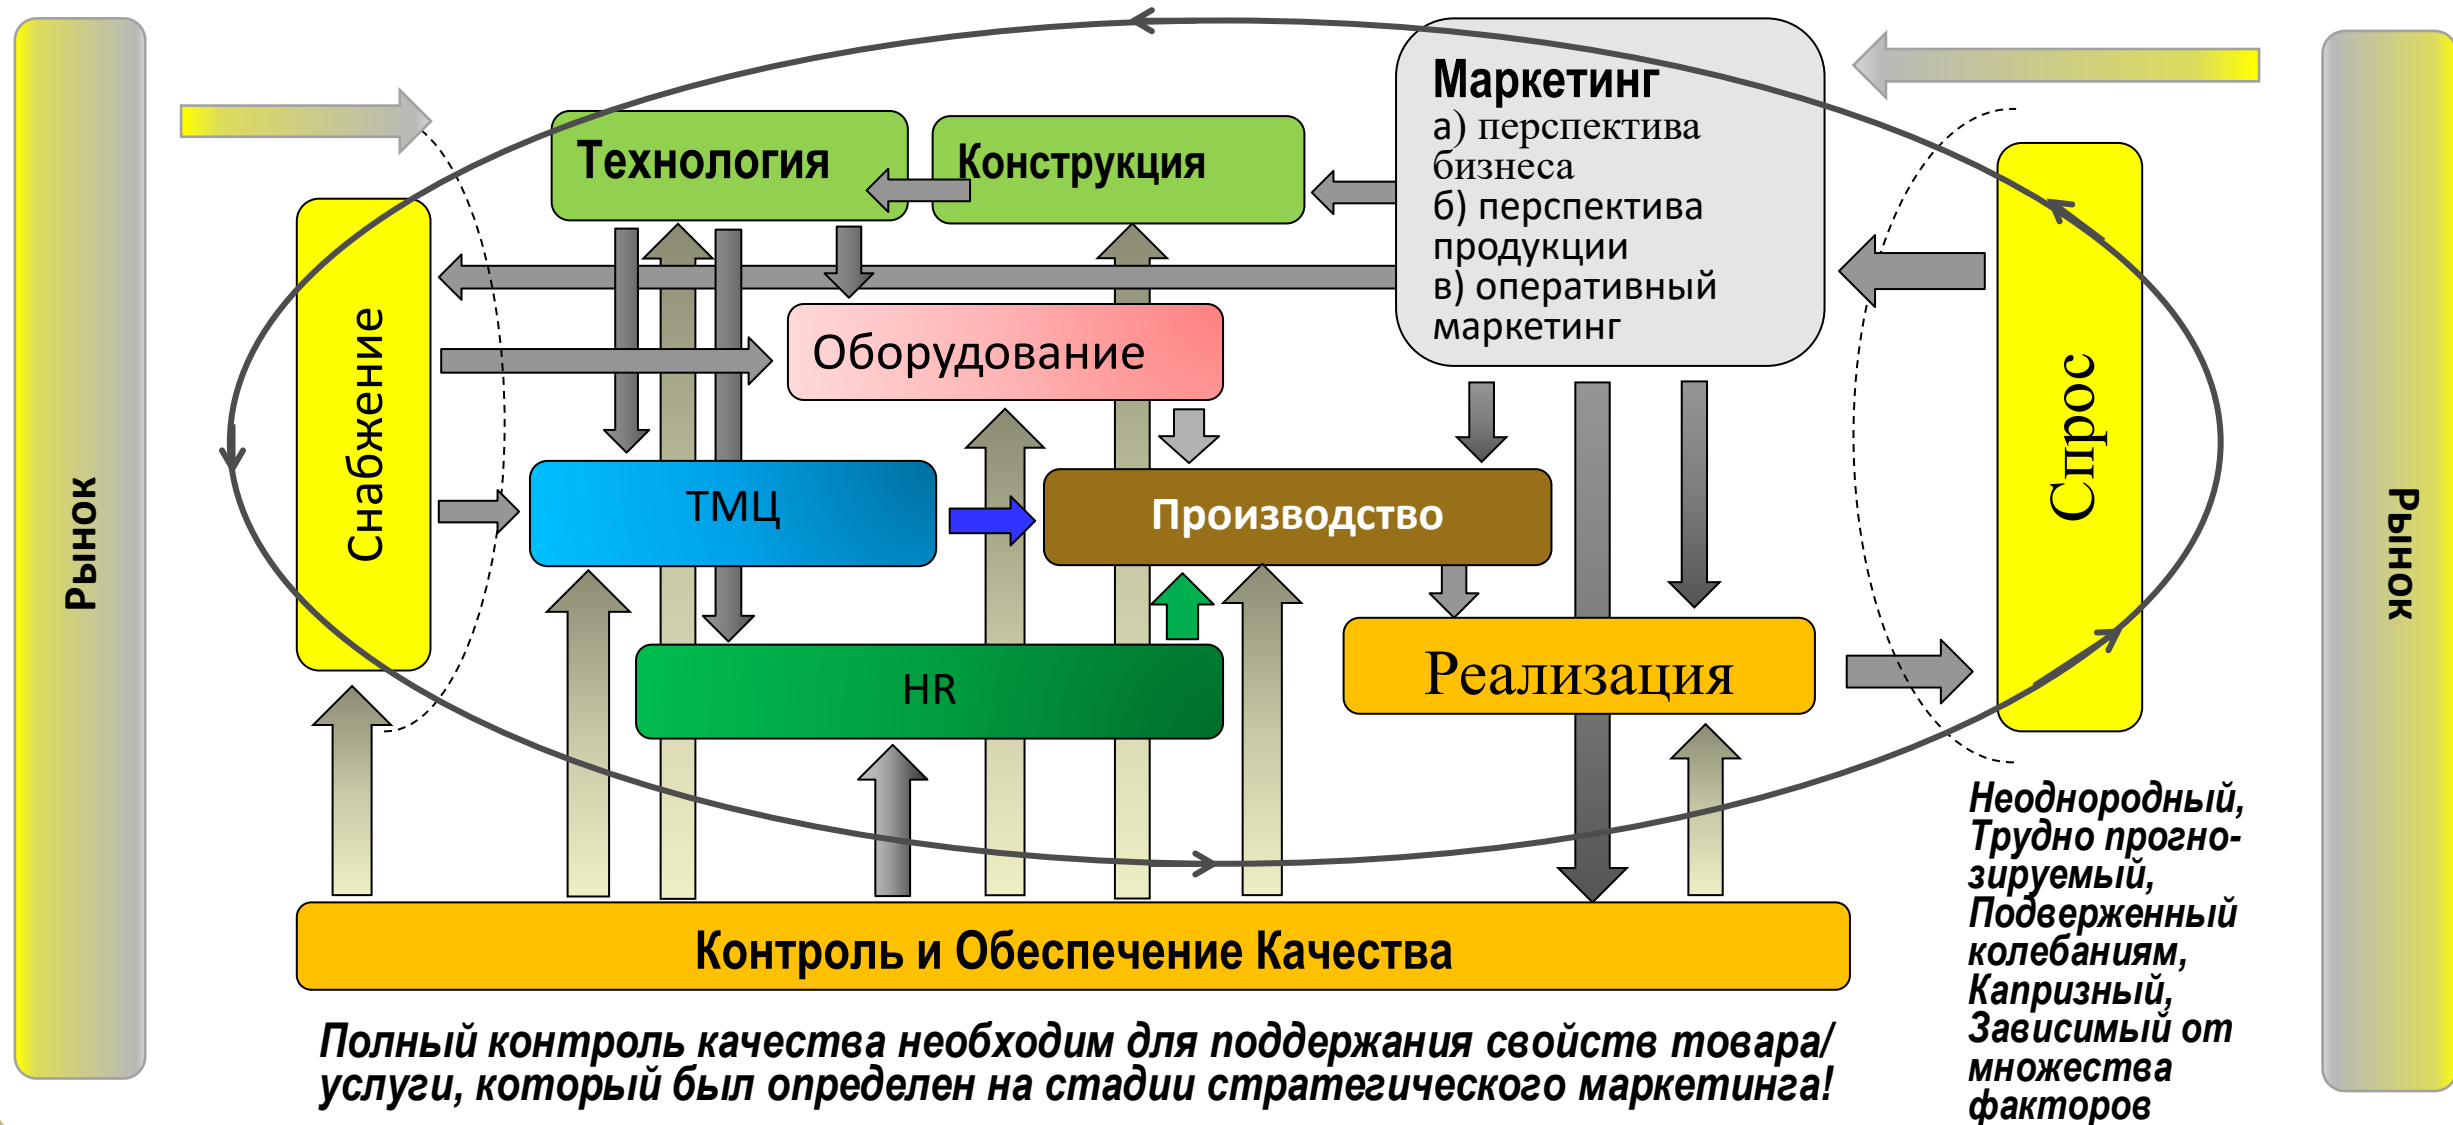 Рынок
Снабжение
Технология
Конструкция
Маркетинг
а) перспектива
бизнеса
б) перспектива
продукции
в) оперативный
маркетинг
Оборудование
ТМЦ
Производство
HR
Реализация
Спрос
Рынок
Контроль и Обеспечение Качества
Полный контроль качества необходим для поддержания свойств товара/
услуги, который был определен на стадии стратегического маркетинга!
Неоднородный,
Трудно прогно-
зируемый,
Подверженный
колебаниям,
Капризный,
Зависимый от
множества
факторов